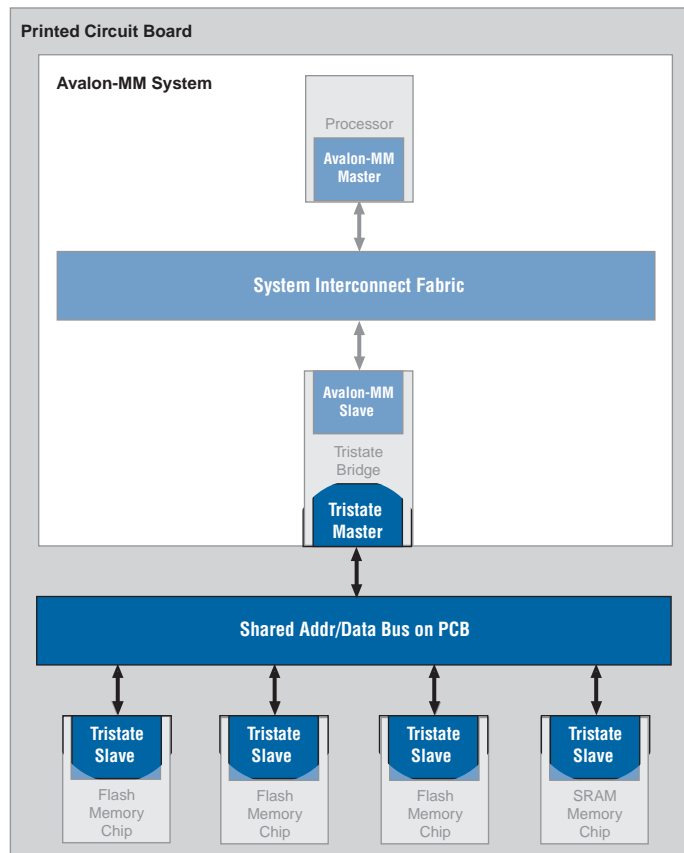 Printed Circuit Board
Avalon-MM System
Processor
Avalon-MM
Master
System Interconnect Fabric
Avalon-MM
Slave
Tristate
Bridge
Tristate
Master
Shared Addr/Data Bus on PCB
Tristate
Slave
Flash
Memory
Chip
Tristate
Slave
Flash
Memory
Chip
Tristate
Slave
Flash
Memory
Chip
Tristate
Slave
SRAM
Memory
Chip